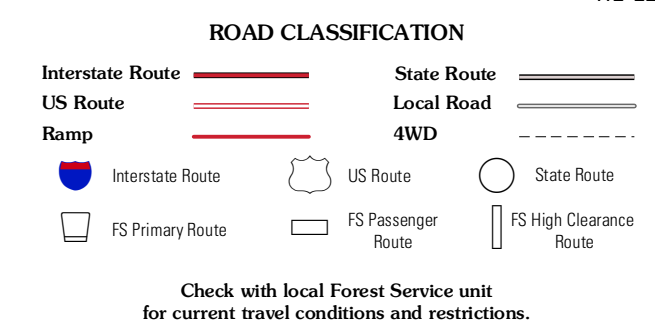 ROAD CLASSIFICATION
Interstate Route
State Route
US Route
Local Road
Ramp
4WD
Interstate Route
US Route
State Route
FS Primary Route
FS Passenger
Route
FS High Clearance
Route
Check with local Forest Service unit
for current travel conditions and restrictions.